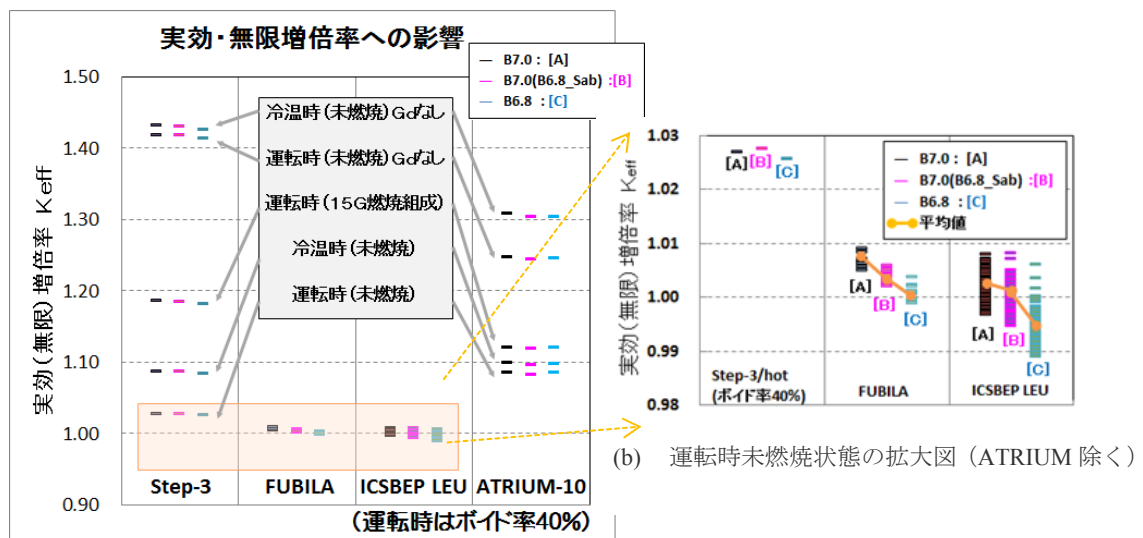 実効・無限増倍率への影響
B7.0 : [A]
B7.0(B6.8_Sab) :[B]
B6.8 : [C]
実効(無限)増倍率 Keff
1.50
1.40
1.30
1.20
1.10
1.00
0.90
冷温時(未燃焼)Gdなし
運転時(未燃焼)Gdなし
運転時(15G燃焼組成)
冷温時(未燃焼)
運転時(未燃焼)
Step-3
FUBILA
ICSBEP LEU
ATRIUM-10
(運転時はボイド率40%)
実効(無限)増倍率 Keff
1.03
1.02
1.01
1.00
0.99
0.98
B7.0 : [A]
B7.0(B6.8_Sab) :[B]
B6.8 : [C]
平均値
[A]
[B]
[C]
[A]
[B]
[C]
[A]
[B]
[C]
Step-3/hot
(ボイド率40%)
FUBILA
ICSBEP LEU
(b) 運転時未燃焼状態の拡大図(ATRIUM 除く)